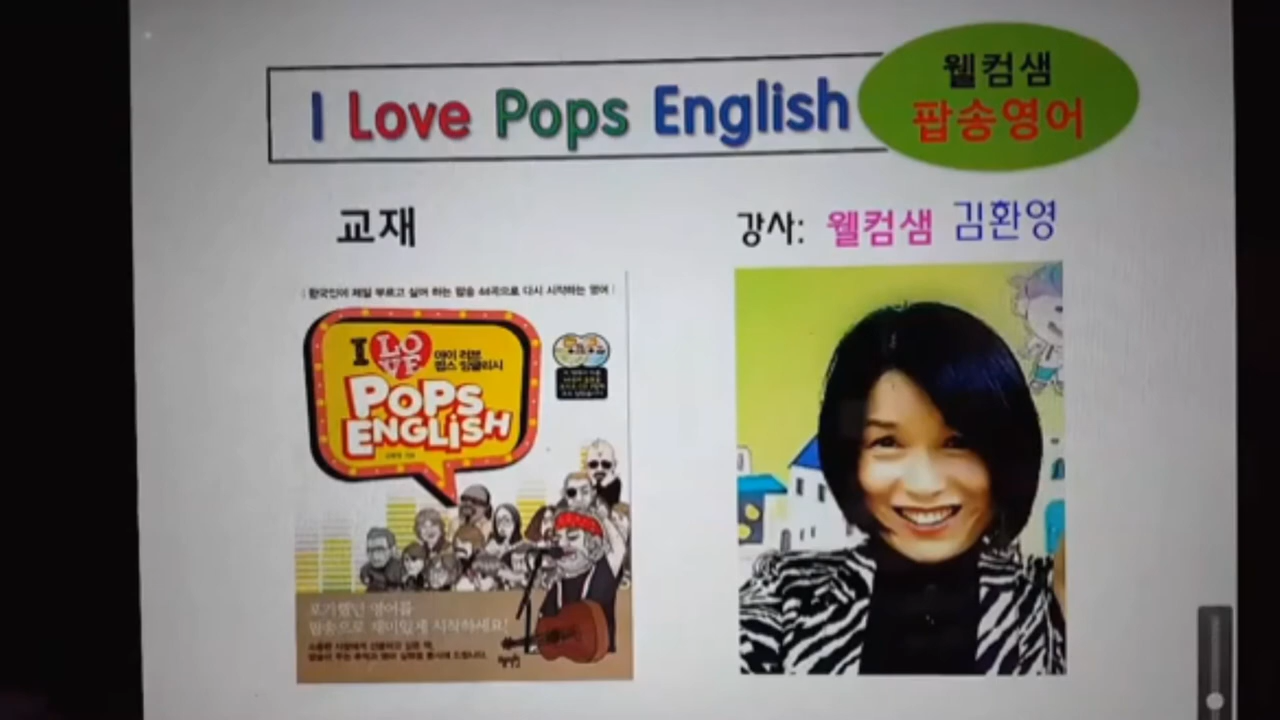 I Love Pops English
웰컴샘
팝송영어
교재
강사: 웰컴샘 김환영
한국인이 제일 부르고 싶어 하는 팝송 44곡으로 다시 시작하는 영어
I LOVE
아이 러브
팝스 잉글리시
POPS
ENGLiSH
포기했던 영어를
팝송으로 재미있게 시작하세요!